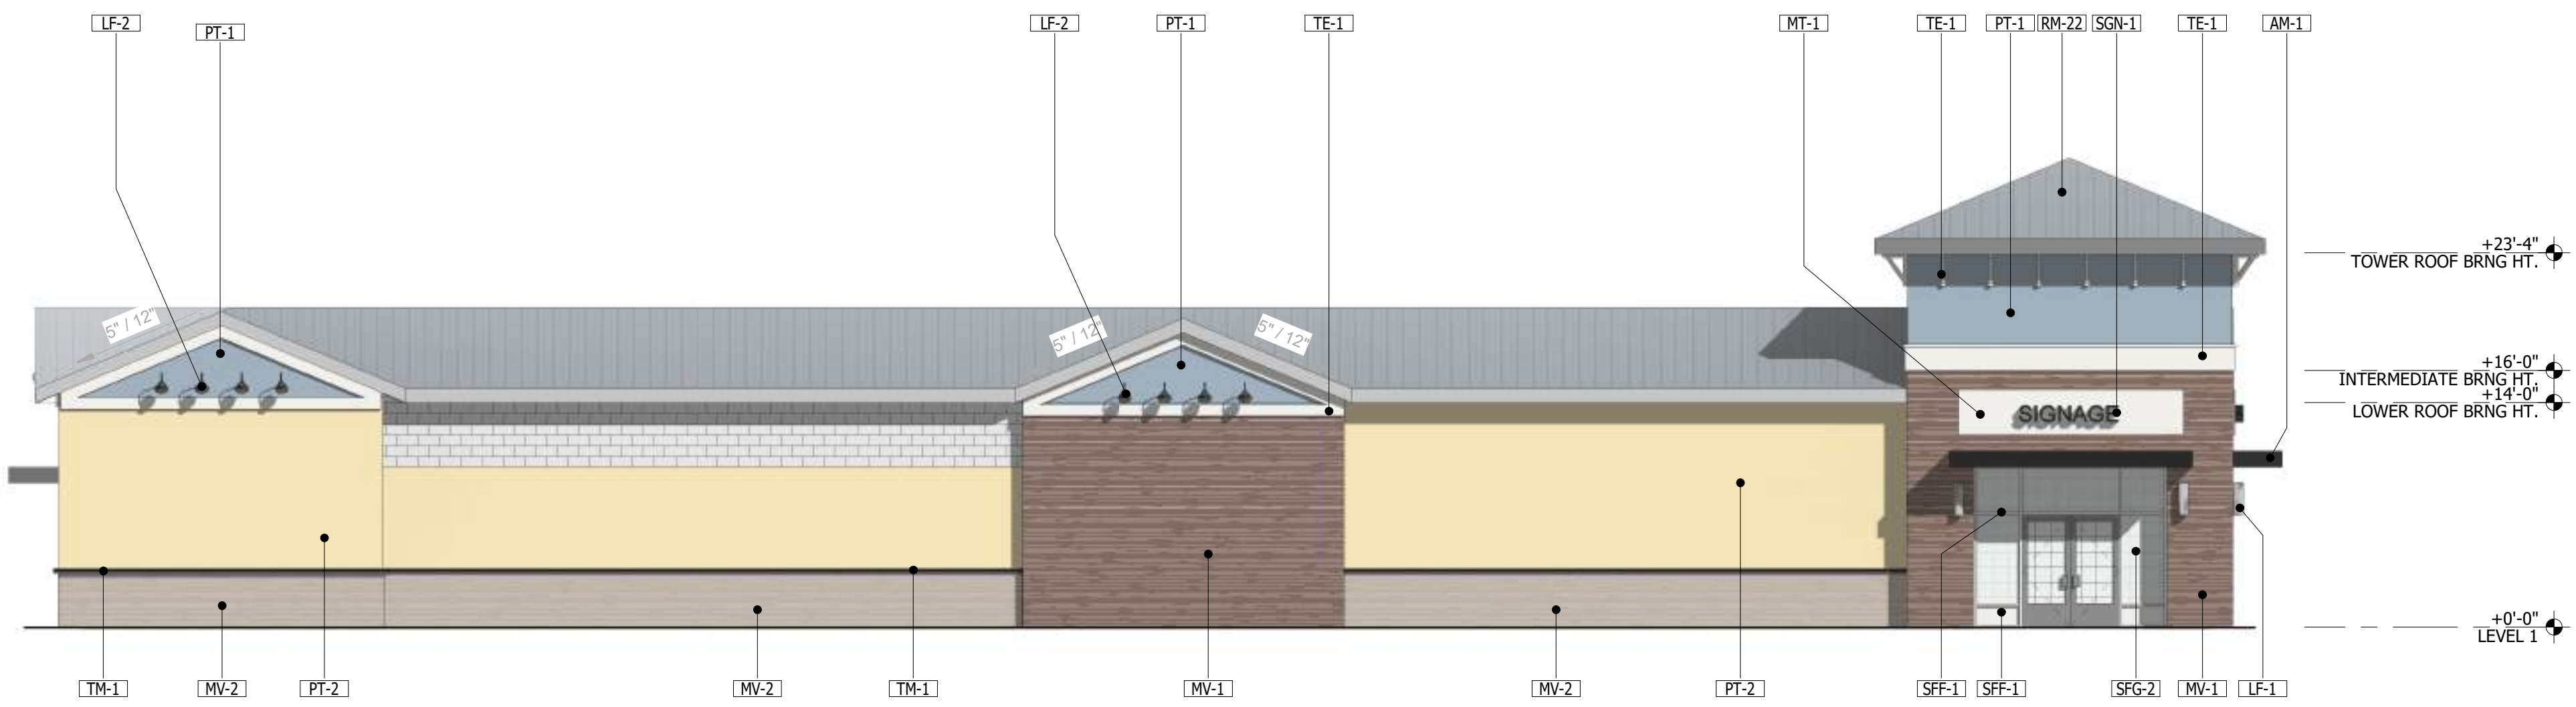 LF-2
PT-1
LF-2
PT-1
TE-1
MT-1
TE-1
PT-1
RM-22
SGN-1
TE-1
AM-1
+23'-4"
TOWER ROOF BRNG HT.
5" / 12"
5" / 12"
5" / 12"
+16'-0"
INTERMEDIATE BRNG HT.
+14'-0"
LOWER ROOF BRNG HT.
SIGNAGE
+0'-0"
LEVEL 1
TM-1
MV-2
PT-2
MV-2
TM-1
MV-1
MV-2
PT-2
SFF-1
SFF-1
SFG-2
MV-1
LF-1